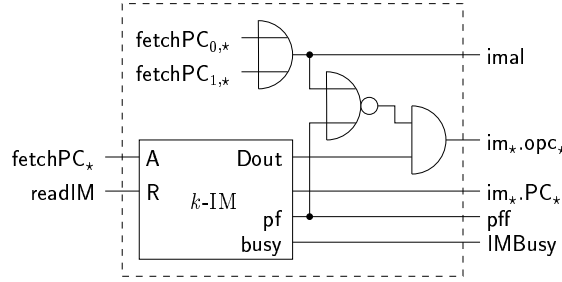 fetchPC₀,⋆
fetchPC₁,⋆
imal
fetchPC⋆
readIM
A
R
k-IM
Dout
pf
busy
im⋆.opc⋆
im⋆.PC⋆
pff
IMBusy